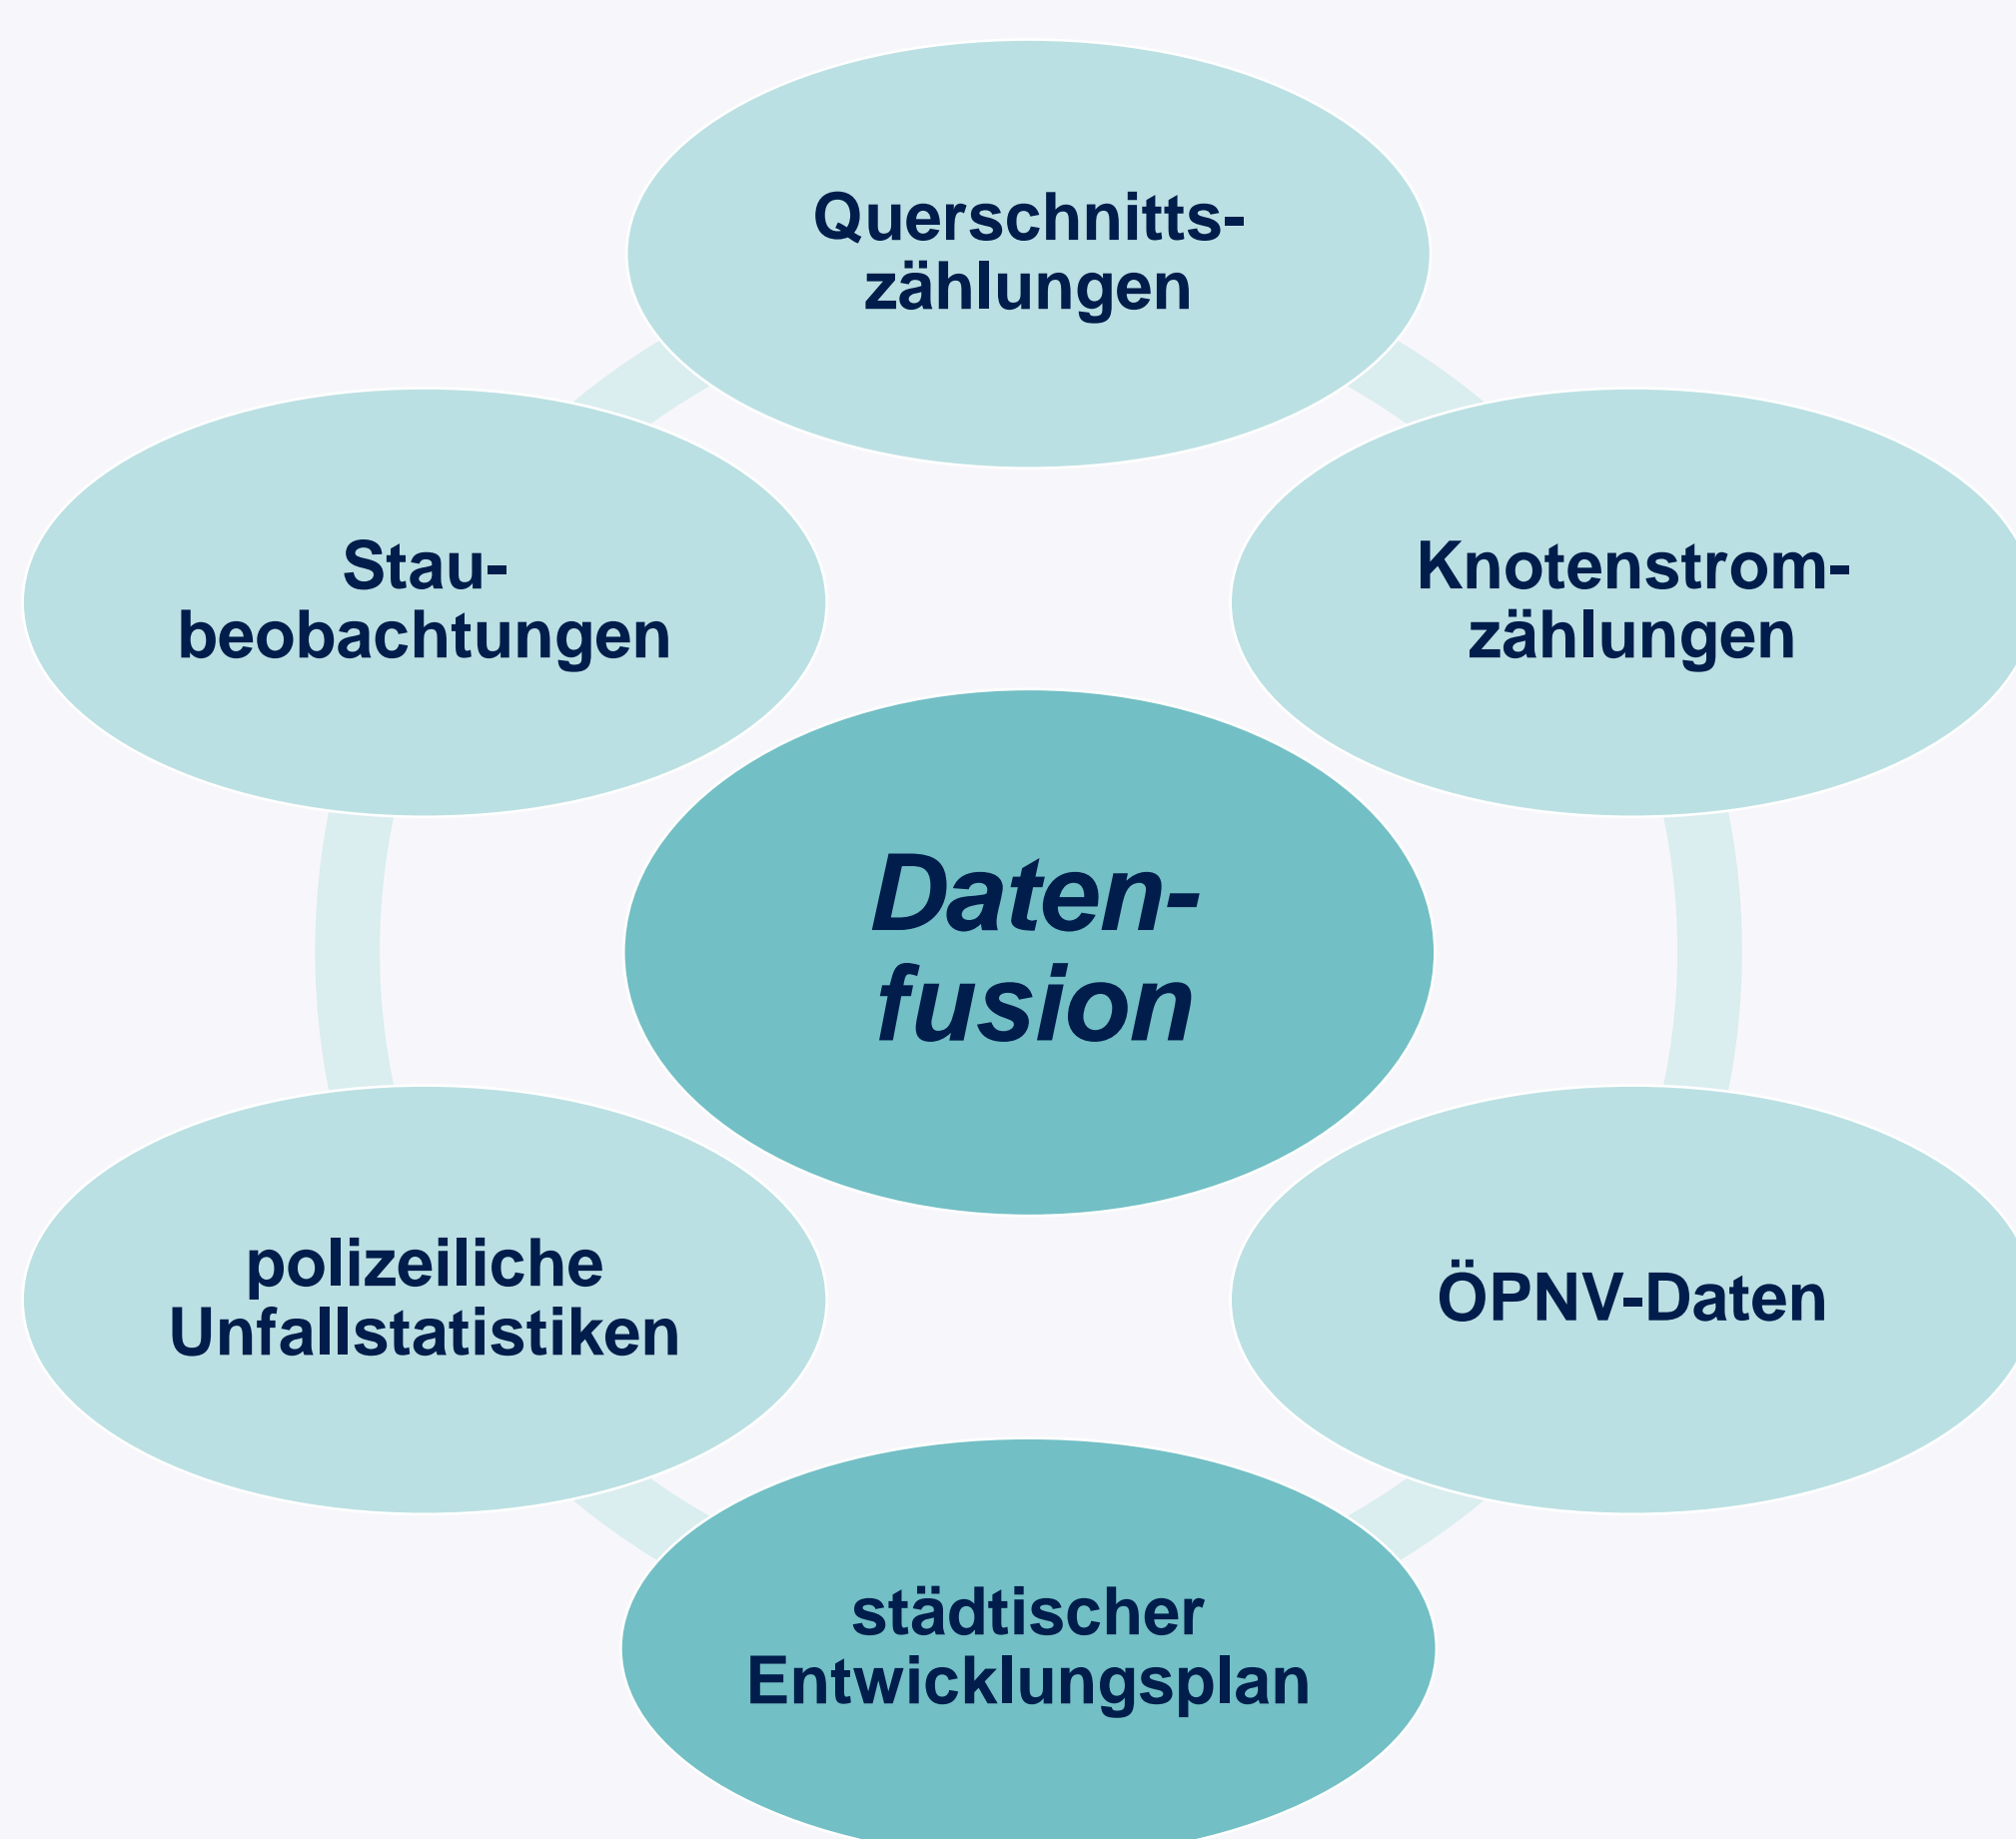 Querschnitts-
zählungen
Stau-
beobachtungen
Knotenstrom-
zählungen
Daten-
fusion
polizeiliche
Unfallstatistiken
ÖPNV-Daten
städtischer
Entwicklungsplan